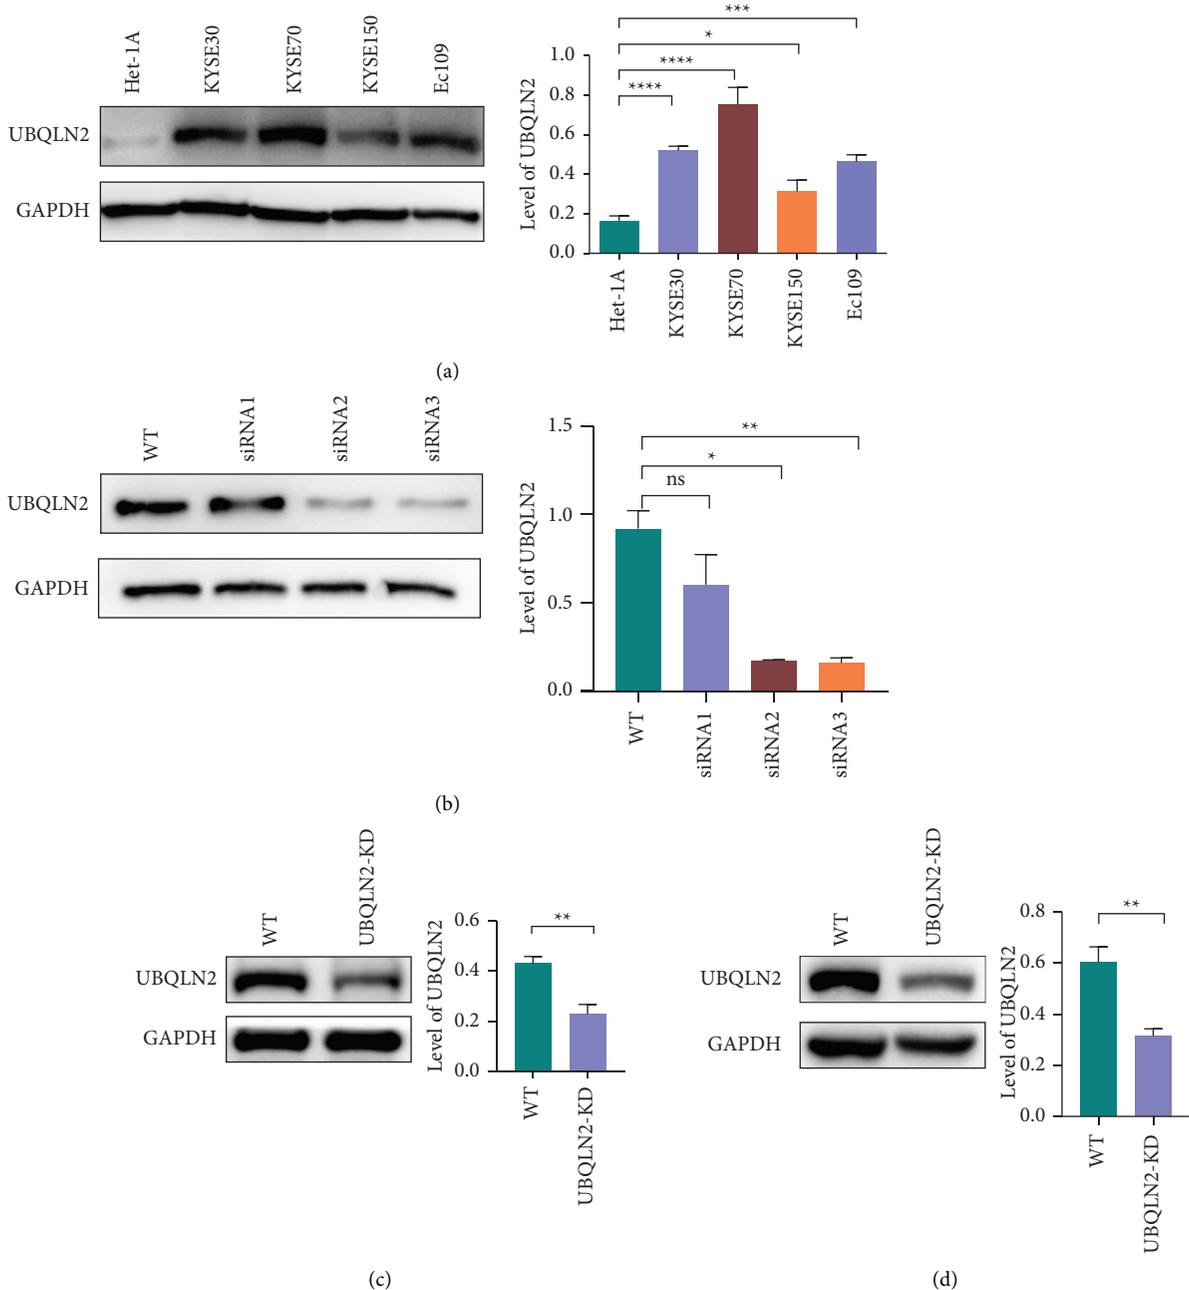 Het-1A
KYSE30
KYSE70
KYSE150
Ec109
UBQLN2
GAPDH
***
*
****
****
Level of UBQLN2
1.0
0.8
0.6
0.4
0.2
0.0
Het-1A
KYSE30
KYSE70
KYSE150
Ec109
(a)
WT
siRNA1
siRNA2
siRNA3
UBQLN2
GAPDH
**
*
ns
Level of UBQLN2
1.5
1.0
0.5
0.0
WT
siRNA1
siRNA2
siRNA3
(b)
WT
UBQLN2-KD
UBQLN2
GAPDH
**
Level of UBQLN2
0.6
0.4
0.2
0.0
WT
UBQLN2-KD
(c)
WT
UBQLN2-KD
UBQLN2
GAPDH
**
Level of UBQLN2
0.8
0.6
0.4
0.2
0.0
WT
UBQLN2-KD
(d)